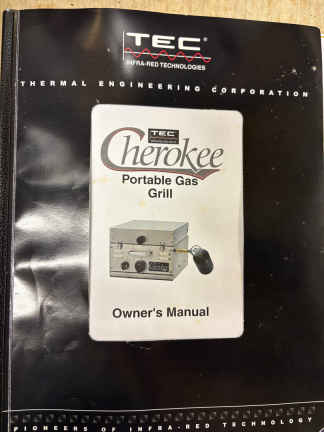 TEC®
INFRA-RED TECHNOLOGIES
THERMAL ENGINEERING CORPORATION
TEC
Cherokee
Portable Gas
Grill
Owner's Manual
PIONEERS OF INFRA-RED TECHNOLOGY